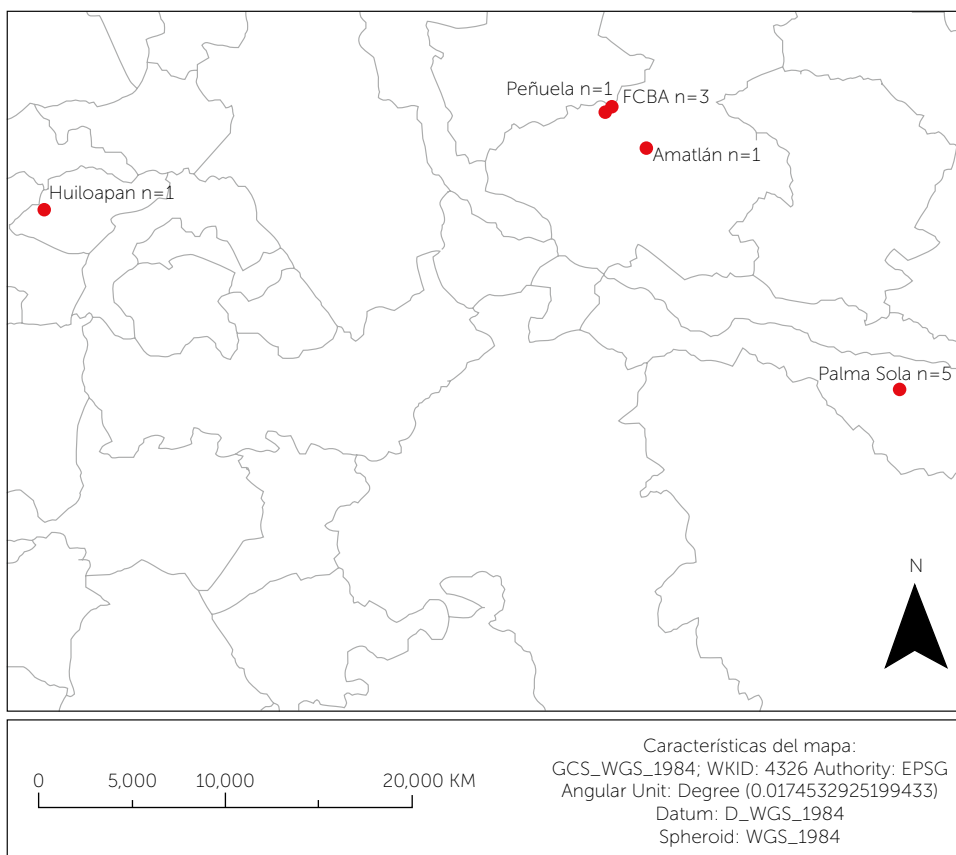 Peñuela n=1
FCBA n=3
Amatlán n=1
Huiloapan n=1
Palma Sola n=5
N
0 5,000 10,000 20,000 KM
Características del mapa:
GCS_WGS_1984; WKID: 4326 Authority: EPSG
Angular Unit: Degree (0.0174532925199433)
Datum: D_WGS_1984
Spheroid: WGS_1984